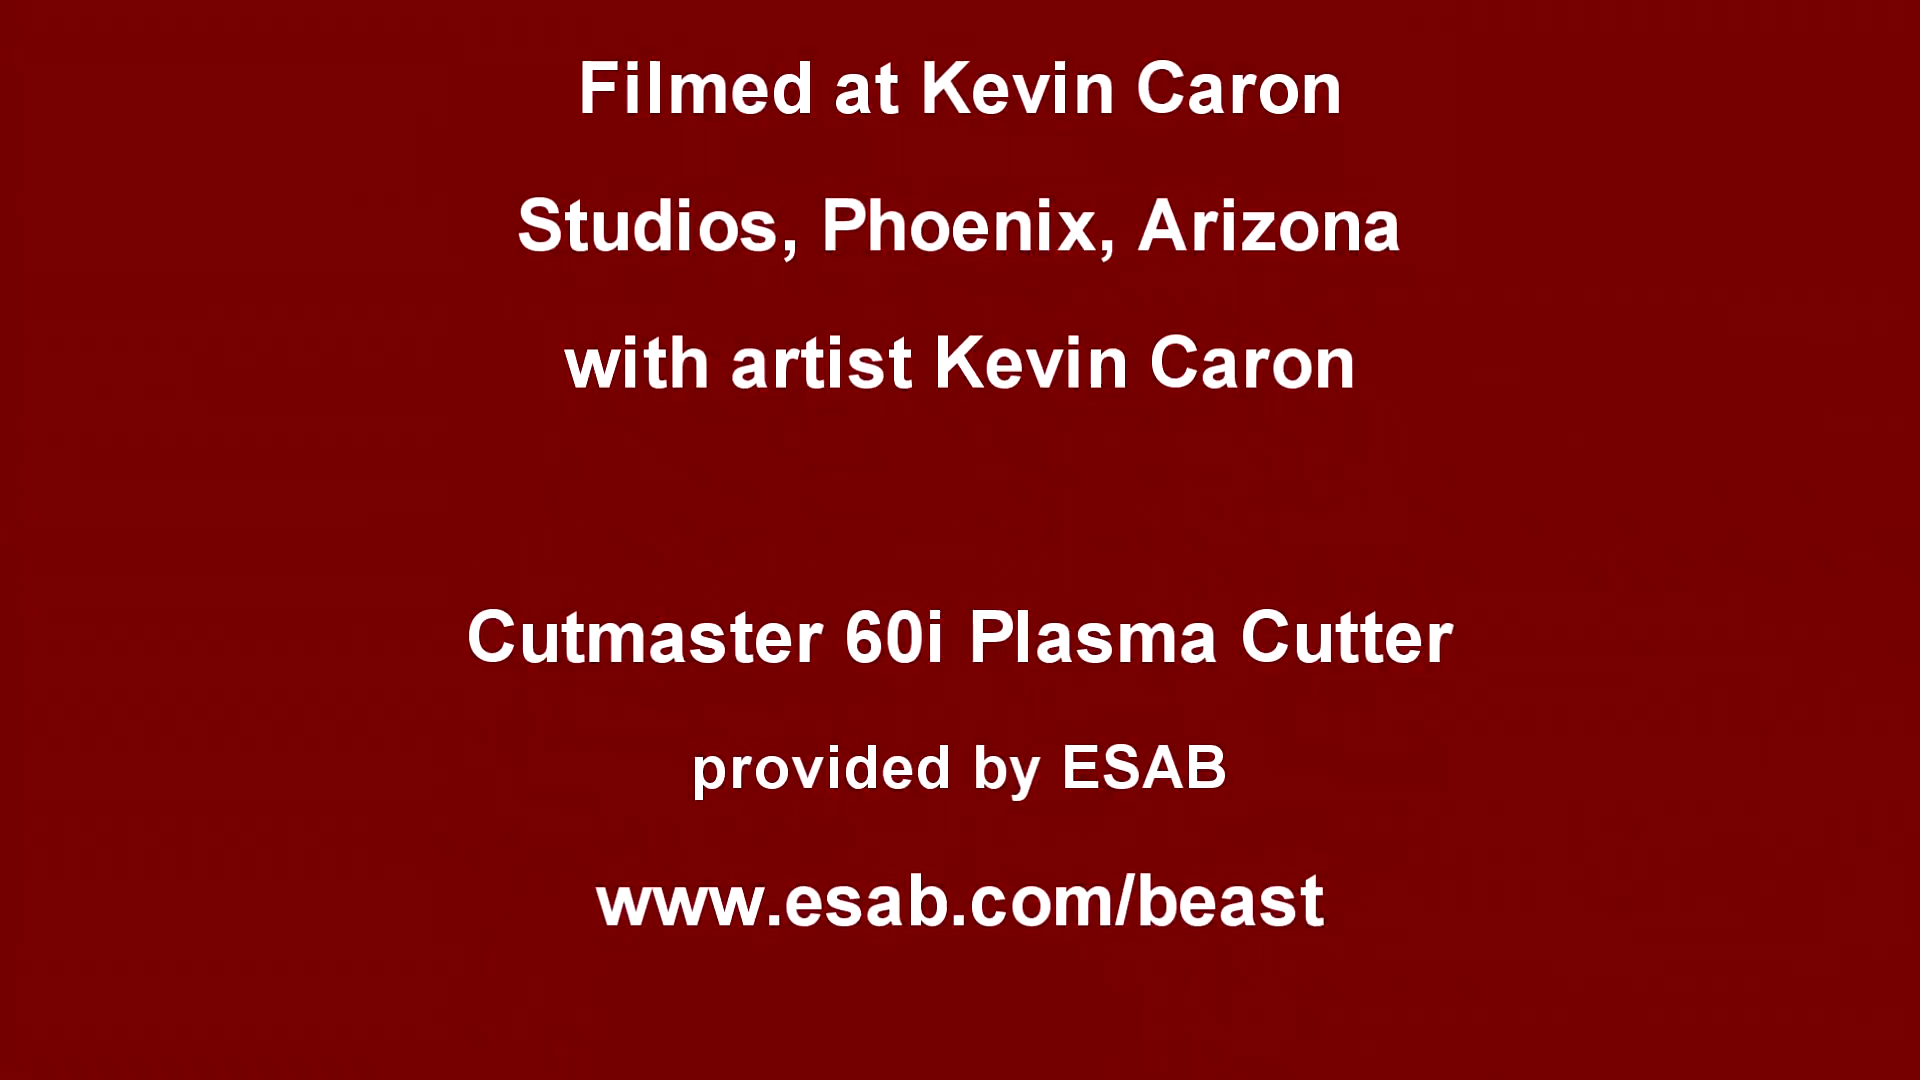 Filmed at Kevin Caron
Studios, Phoenix, Arizona
with artist Kevin Caron
Cutmaster 60i Plasma Cutter
provided by ESAB
www.esab.com/beast